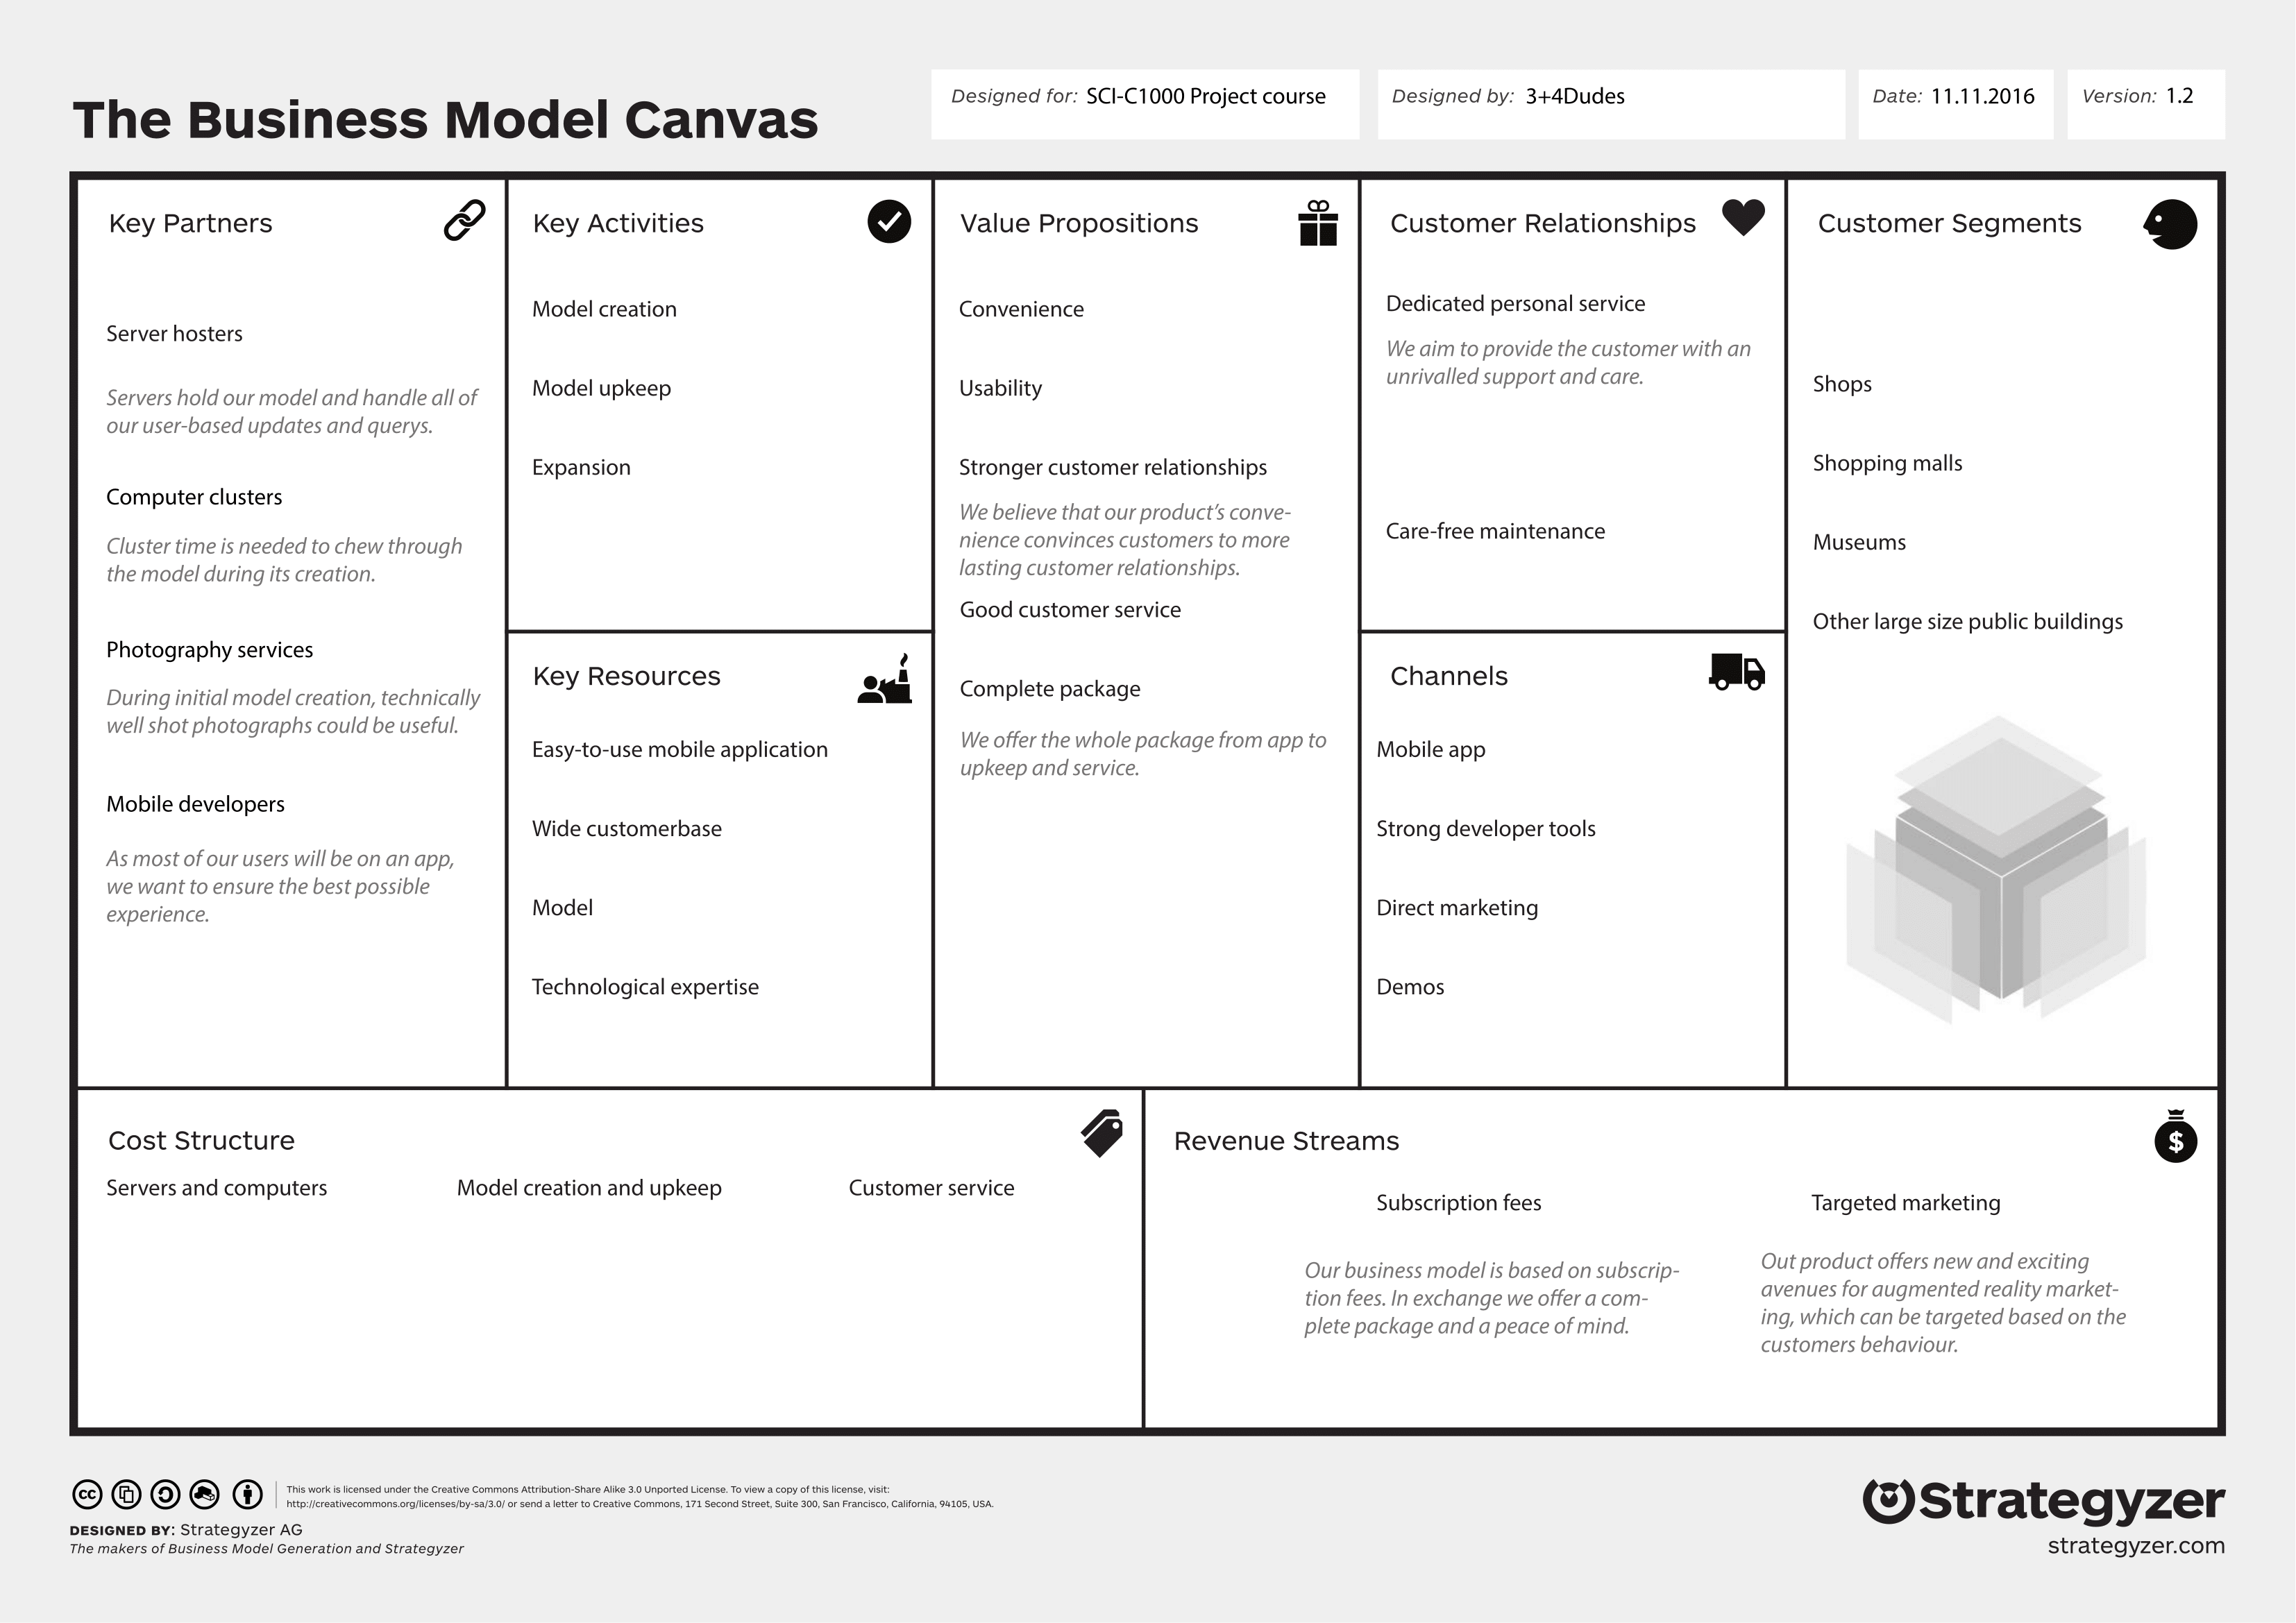 The Business Model Canvas
Designed for: SCI-C1000 Project course
Designed by: 3+4Dudes
Date: 11.11.2016
Version: 1.2
Key Partners
Server hosters
Servers hold our model and handle all of
our user-based updates and querys.
Computer clusters
Cluster time is needed to chew through
the model during its creation.
Photography services
During initial model creation, technically
well shot photographs could be useful.
Mobile developers
As most of our users will be on an app,
we want to ensure the best possible
experience.
Key Activities
Model creation
Model upkeep
Expansion
Key Resources
Easy-to-use mobile application
Wide customerbase
Model
Technological expertise
Value Propositions
Convenience
Usability
Stronger customer relationships
We believe that our product’s conve-
nience convinces customers to more
lasting customer relationships.
Good customer service
Complete package
We offer the whole package from app to
upkeep and service.
Customer Relationships
Dedicated personal service
We aim to provide the customer with an
unrivalled support and care.
Care-free maintenance
Channels
Mobile app
Strong developer tools
Direct marketing
Demos
Customer Segments
Shops
Shopping malls
Museums
Other large size public buildings
Cost Structure
Servers and computers
Model creation and upkeep
Customer service
Revenue Streams
Subscription fees
Our business model is based on subscrip-
tion fees. In exchange we offer a com-
plete package and a peace of mind.
Targeted marketing
Out product offers new and exciting
avenues for augmented reality market-
ing, which can be targeted based on the
customers behaviour.
$
cc
This work is licensed under the Creative Commons Attribution-Share Alike 3.0 Unported License. To view a copy of this license, visit:
http://creativecommons.org/licenses/by-sa/3.0/ or send a letter to Creative Commons, 171 Second Street, Suite 300, San Francisco, California, 94105, USA.
DESIGNED BY: Strategyzer AG
The makers of Business Model Generation and Strategyzer
Strategyzer
strategyzer.com